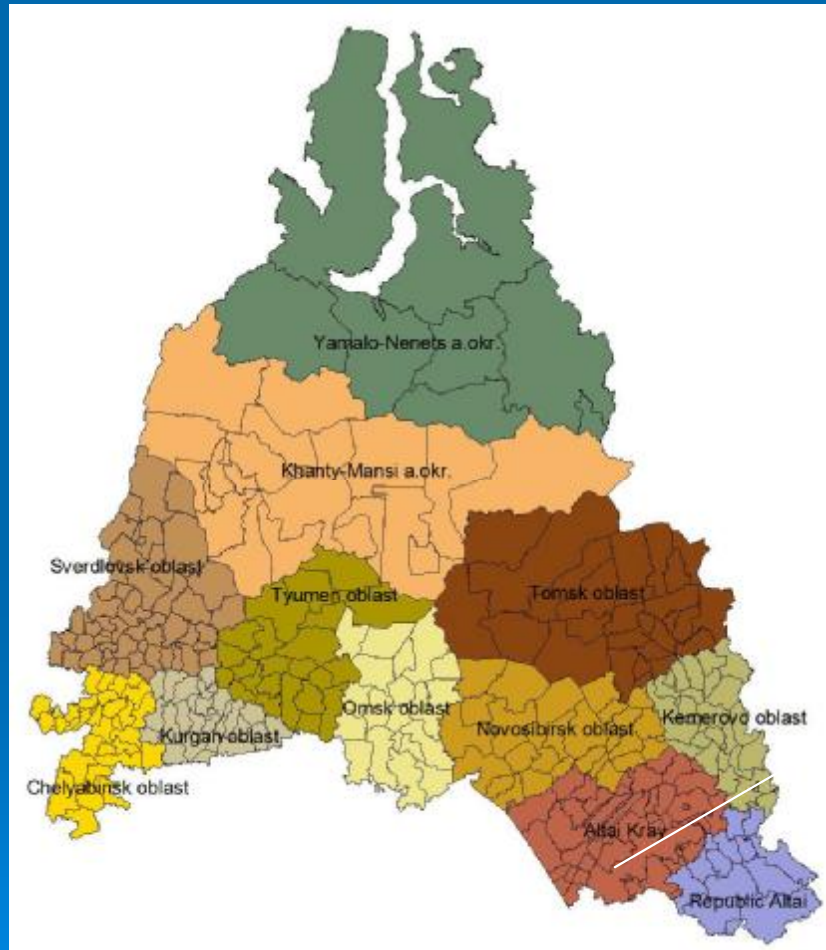 Yamalo-Nenets a.okr.
Khanty-Mansi a.okr.
Sverdlovsk oblast
Tyumen oblast
Tomsk oblast
Omsk oblast
Novosibirsk oblast
Kemerovo oblast
Kurgan oblast
Chelyabinsk oblast
Altai Kray
Republic Altai